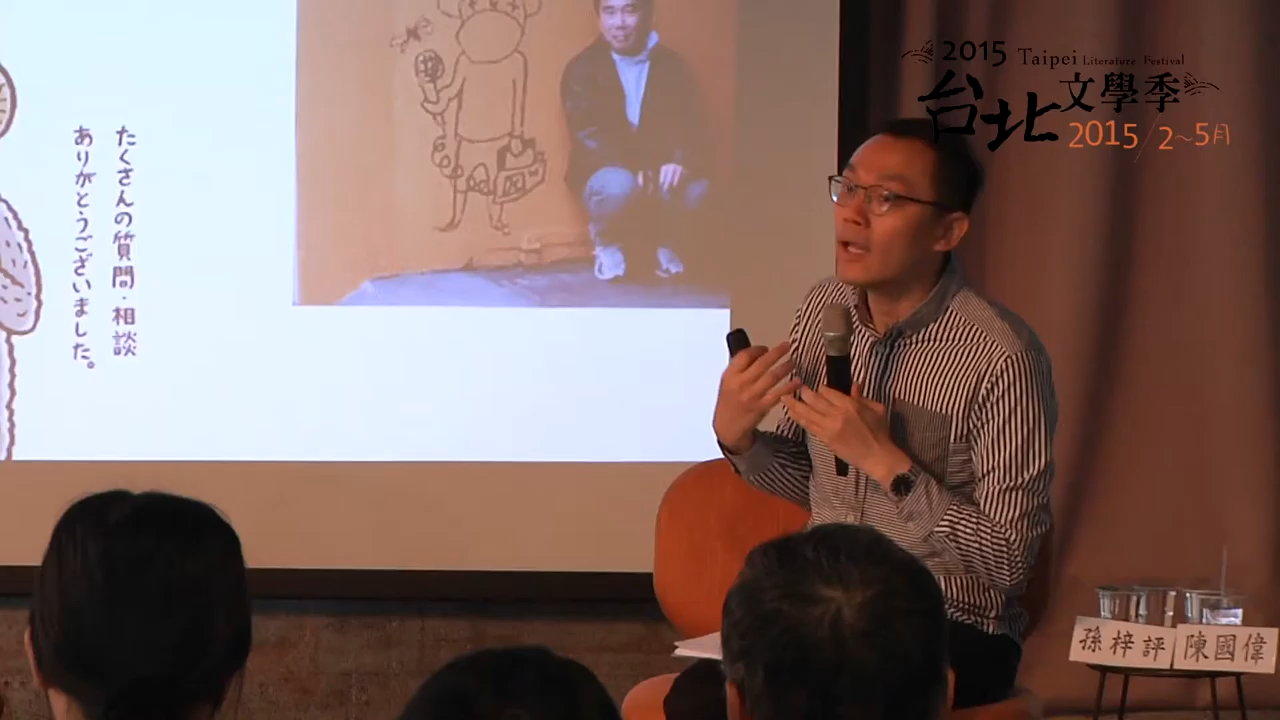 2015 Taipei Literature Festival
台北文學季
2015/2～5月
たくさんの質問・相談
ありがとうございました。
孫梓評
陳國偉